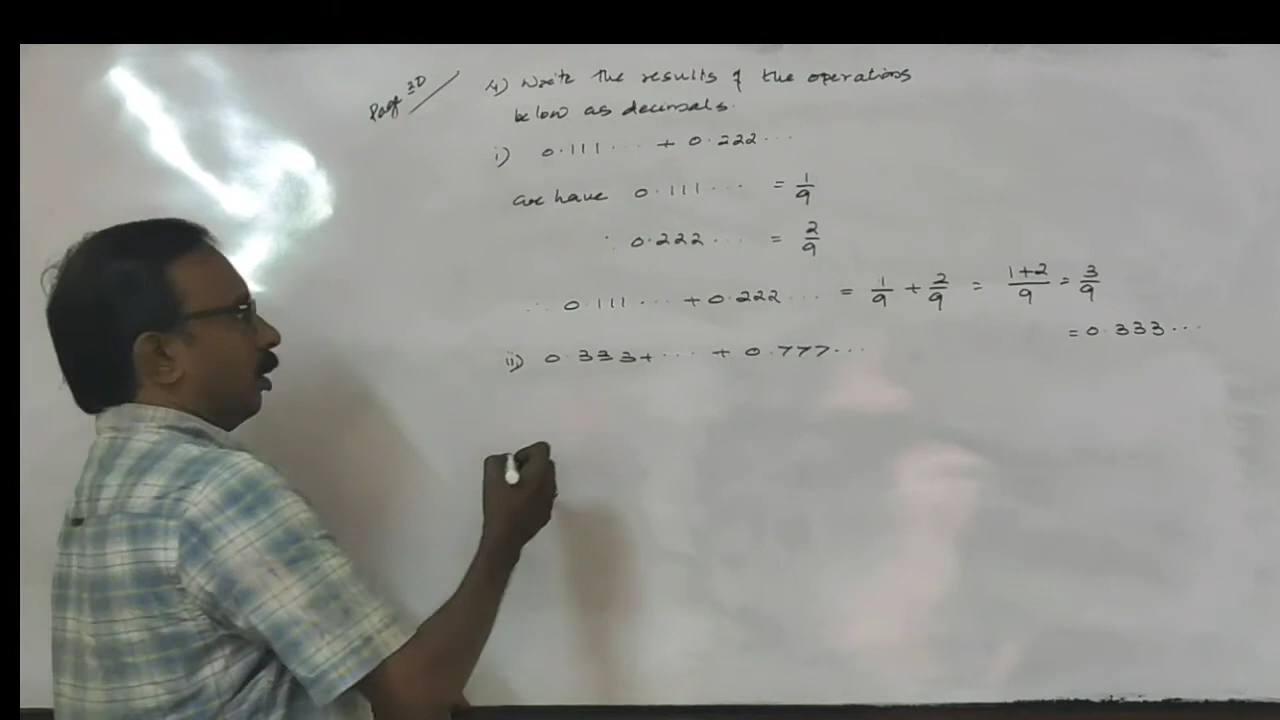 Page 30
4) Write the results of the operations
below as decimals.
i) 0.111... + 0.222...
we have 0.111... = 1/9
∴ 0.222... = 2/9
∴ 0.111... + 0.222... = 1/9 + 2/9 = 1+2/9 = 3/9
= 0.333...
ii) 0.333+... + 0.777...